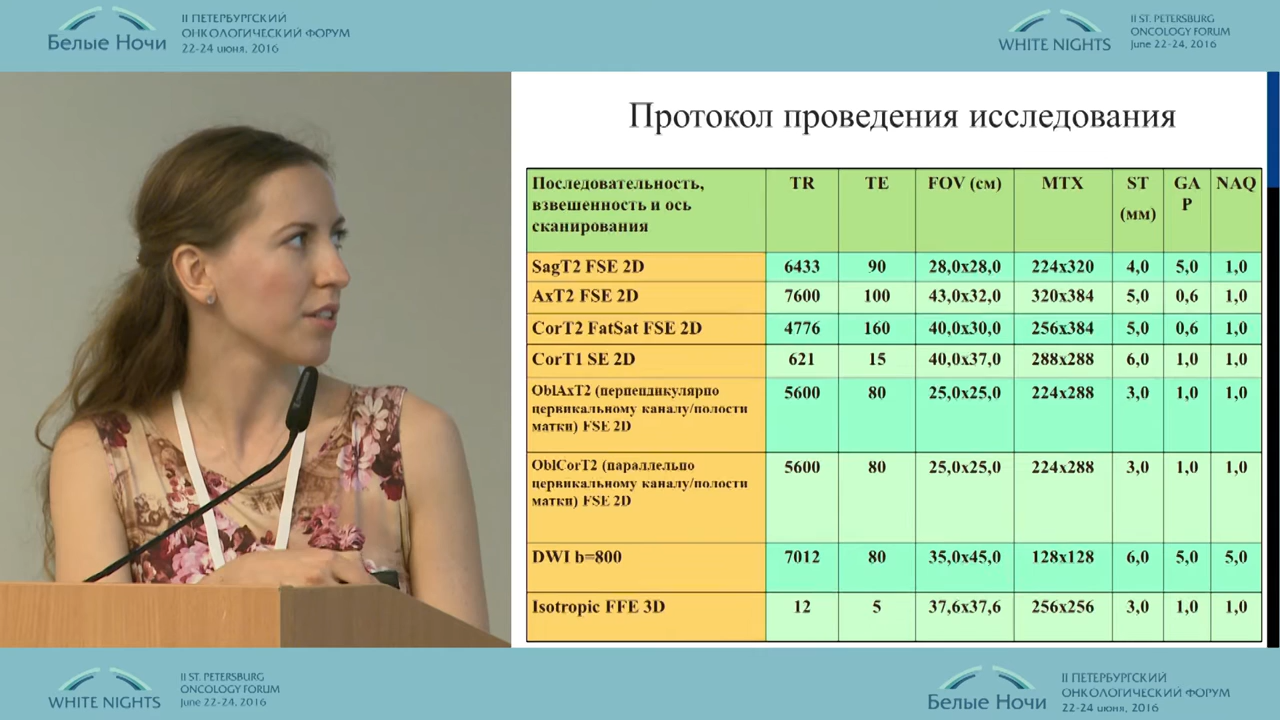 Белые Ночи
II ПЕТЕРБУРГСКИЙ
ОНКОЛОГИЧЕСКИЙ ФОРУМ
22-24 июня, 2016
WHITE NIGHTS
II ST. PETERSBURG
ONCOLOGY FORUM
June 22-24, 2016
Протокол проведения исследования
Последовательность, взвешенность и ось сканирования TR TE FOV (см) MTX ST (мм) GAP NAQ
SagT2 FSE 2D 6433 90 28,0x28,0 224x320 4,0 5,0 1,0
AxT2 FSE 2D 7600 100 43,0x32,0 320x384 5,0 0,6 1,0
CorT2 FatSat FSE 2D 4776 160 40,0x30,0 256x384 5,0 0,6 1,0
CorT1 SE 2D 621 15 40,0x37,0 288x288 6,0 1,0 1,0
OblAxT2 (перпендикулярно цервикальному каналу/полости матки) FSE 2D 5600 80 25,0x25,0 224x288 3,0 1,0 1,0
OblCorT2 (параллельно цервикальному каналу/полости матки) FSE 2D 5600 80 25,0x25,0 224x288 3,0 1,0 1,0
DWI b=800 7012 80 35,0x45,0 128x128 6,0 5,0 5,0
Isotropic FFE 3D 12 5 37,6x37,6 256x256 3,0 1,0 1,0
WHITE NIGHTS
II ST. PETERSBURG
ONCOLOGY FORUM
June 22-24, 2016
Белые Ночи
II ПЕТЕРБУРГСКИЙ
ОНКОЛОГИЧЕСКИЙ ФОРУМ
22-24 июня, 2016